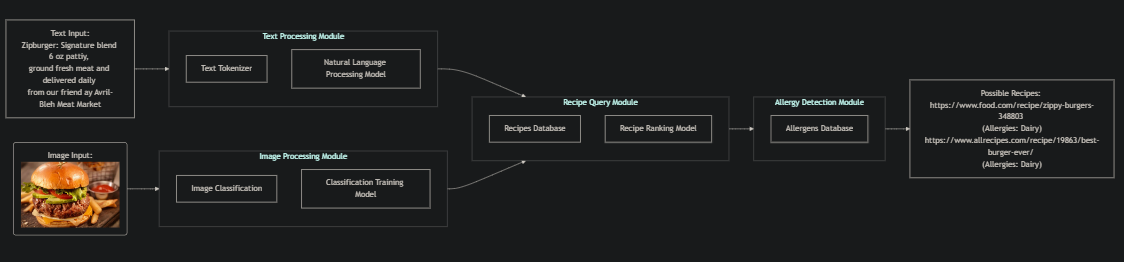 Text Input:
Zipburger: Signature blend
6 oz pattiy,
ground fresh meat and
delivered daily
from our friend ay Avril-
Bleh Meat Market
Text Processing Module
Text Tokenizer
Natural Language
Processing Model
Image Input:
Image Processing Module
Image Classification
Classification Training
Model
Recipe Query Module
Recipes Database
Recipe Ranking Model
Allergy Detection Module
Allergens Database
Possible Recipes:
https://www.food.com/recipe/zippy-burgers-
348803
(Allergies: Dairy)
https://www.allrecipes.com/recipe/19863/best-
burger-ever/
(Allergies: Dairy)